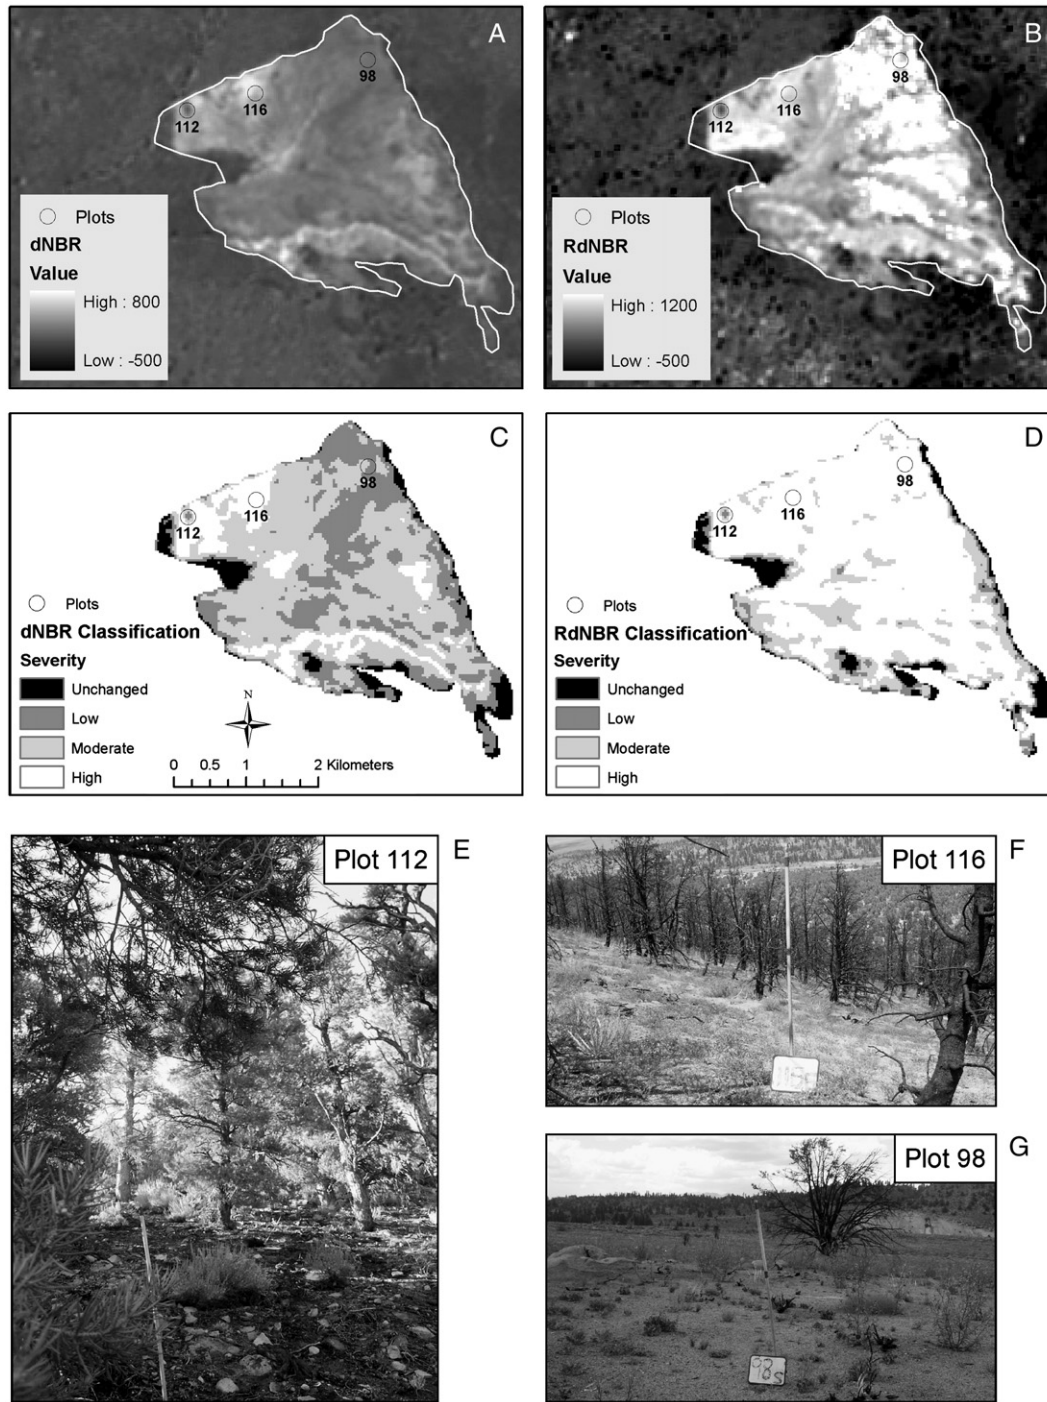 A
98
116
112
Plots
dNBR
Value
High : 800
Low : -500
B
98
116
112
Plots
RdNBR
Value
High : 1200
Low : -500
C
98
116
112
Plots
dNBR Classification
Severity
Unchanged
Low
Moderate
High
N
0 0.5 1 2 Kilometers
D
98
116
112
Plots
RdNBR Classification
Severity
Unchanged
Low
Moderate
High
Plot 112
E
Plot 116
F
Plot 98
G
98s